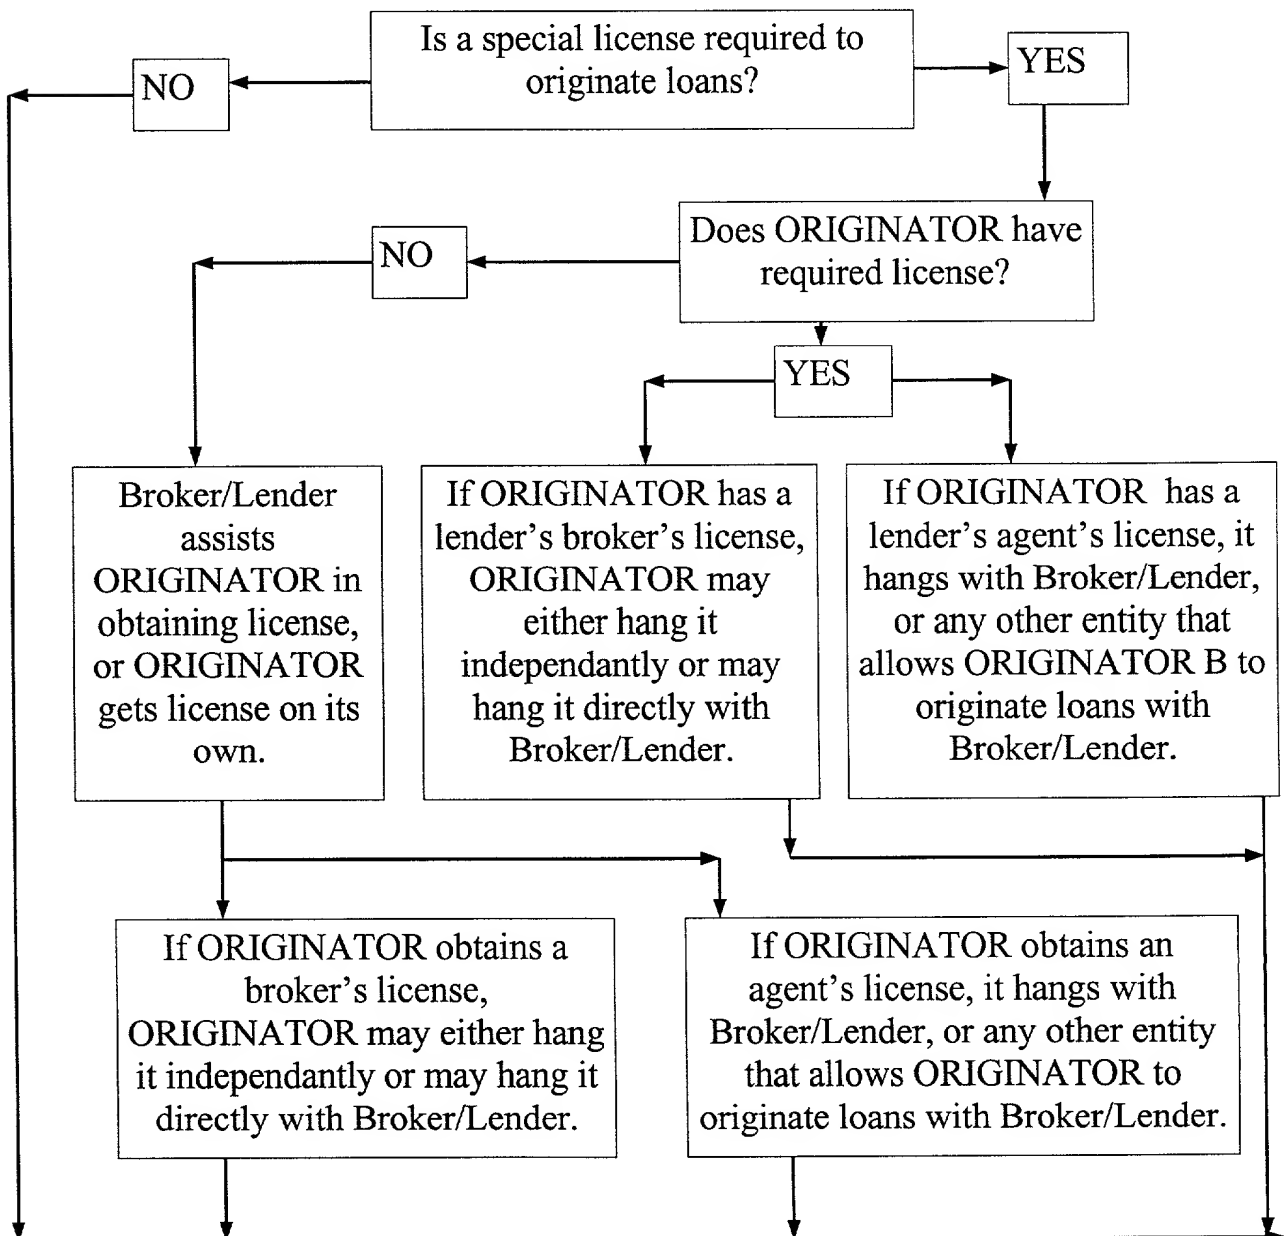 Is a special license required to
originate loans?
NO
YES
Does ORIGINATOR have
required license?
NO
YES
Broker/Lender
assists
ORIGINATOR in
obtaining license,
or ORIGINATOR
gets license on its
own.
If ORIGINATOR has a
lender’s broker’s license,
ORIGINATOR may
either hang it
independantly or may
hang it directly with
Broker/Lender.
If ORIGINATOR has a
lender’s agent’s license, it
hangs with Broker/Lender,
or any other entity that
allows ORIGINATOR B to
originate loans with
Broker/Lender.
If ORIGINATOR obtains a
broker’s license,
ORIGINATOR may either hang
it independantly or may hang it
directly with Broker/Lender.
If ORIGINATOR obtains an
agent’s license, it hangs with
Broker/Lender, or any other entity
that allows ORIGINATOR to
originate loans with Broker/Lender.